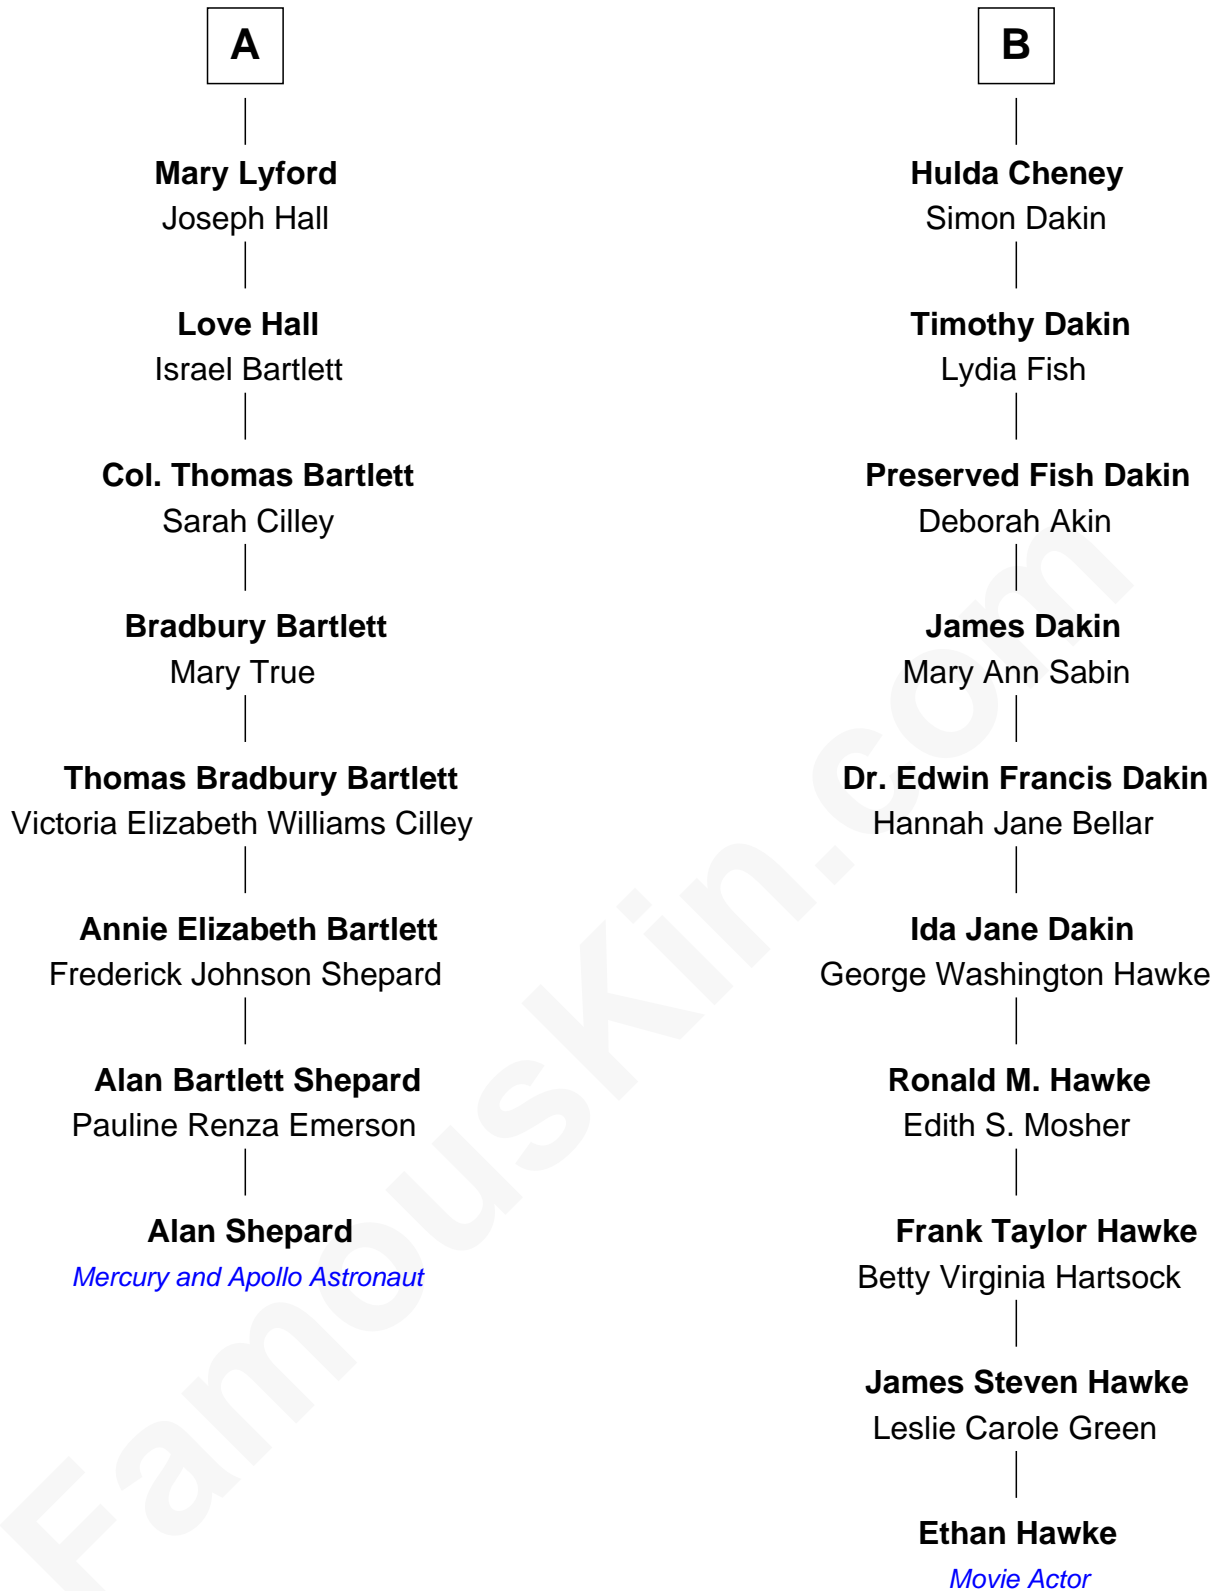 A
Mary Lyford
Joseph Hall
Love Hall
Israel Bartlett
Col. Thomas Bartlett
Sarah Cilley
Bradbury Bartlett
Mary True
Thomas Bradbury Bartlett
Victoria Elizabeth Williams Cilley
Annie Elizabeth Bartlett
Frederick Johnson Shepard
Alan Bartlett Shepard
Pauline Renza Emerson
Alan Shepard
Mercury and Apollo Astronaut
B
Hulda Cheney
Simon Dakin
Timothy Dakin
Lydia Fish
Preserved Fish Dakin
Deborah Akin
James Dakin
Mary Ann Sabin
Dr. Edwin Francis Dakin
Hannah Jane Bellar
Ida Jane Dakin
George Washington Hawke
Ronald M. Hawke
Edith S. Mosher
Frank Taylor Hawke
Betty Virginia Hartsock
James Steven Hawke
Leslie Carole Green
Ethan Hawke
Movie Actor
FamousKin.com